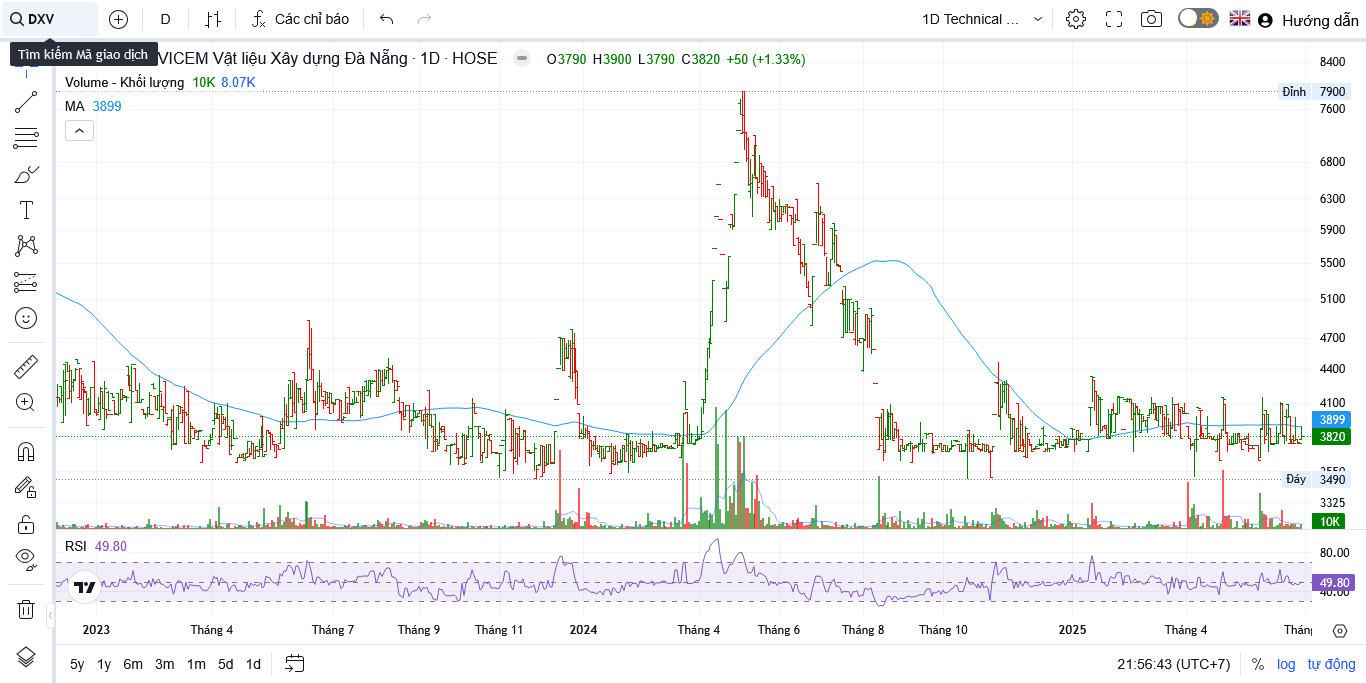 DXV D Các chỉ báo 1D Technical ... Hướng dẫn
Tìm kiếm Mã giao dịch
VICEM Vật liệu Xây dựng Đà Nẵng · 1D · HOSE O3790 H3900 L3790 C3820 +50 (+1.33%)
Volume - Khối lượng 10K 8.07K
MA 3899
8400
Đỉnh 7900
7600
6800
6300
5900
5500
5100
4700
4400
4100
3899
3820
3550
Đáy 3490
3325
10K
RSI 49.80
80.00
49.80
40.00
2023 Tháng 4 Tháng 7 Tháng 9 Tháng 11 2024 Tháng 4 Tháng 6 Tháng 8 Tháng 10 2025 Tháng 4 Tháng
5y 1y 6m 3m 1m 5d 1d 21:56:43 (UTC+7) % log tự động